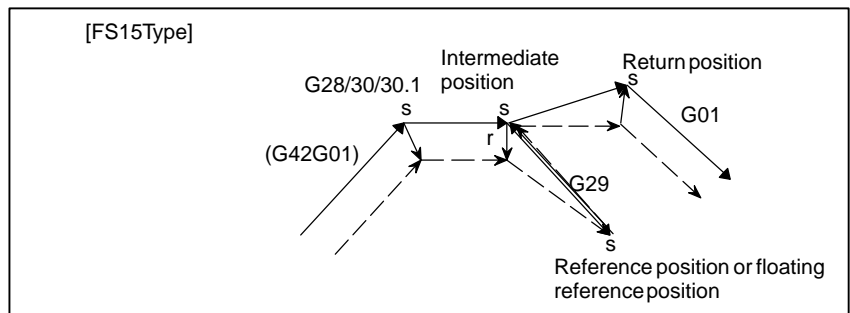 [FS15Type]
Intermediate
position
Return position
G28/30/30.1
s
s
s
G01
(G42G01)
r
G29
s
Reference position or floating
reference position